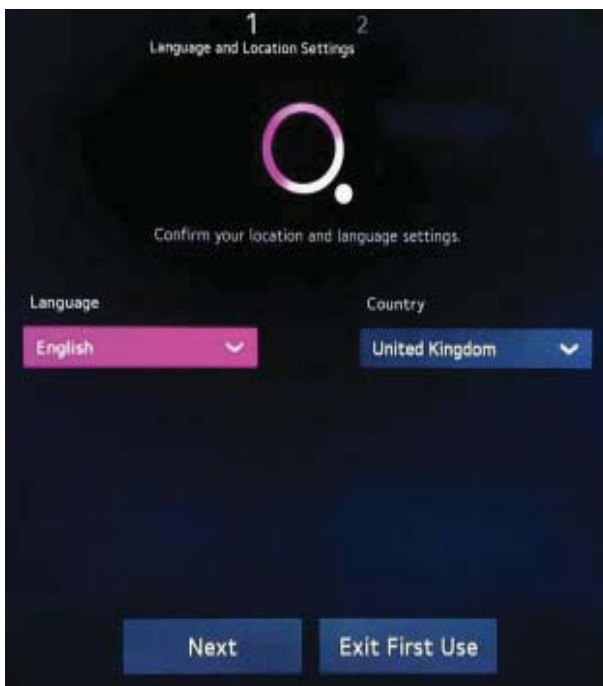 1 2
Language and Location Settings
Confirm your location and language settings.
Language Country
English United Kingdom
Next Exit First Use